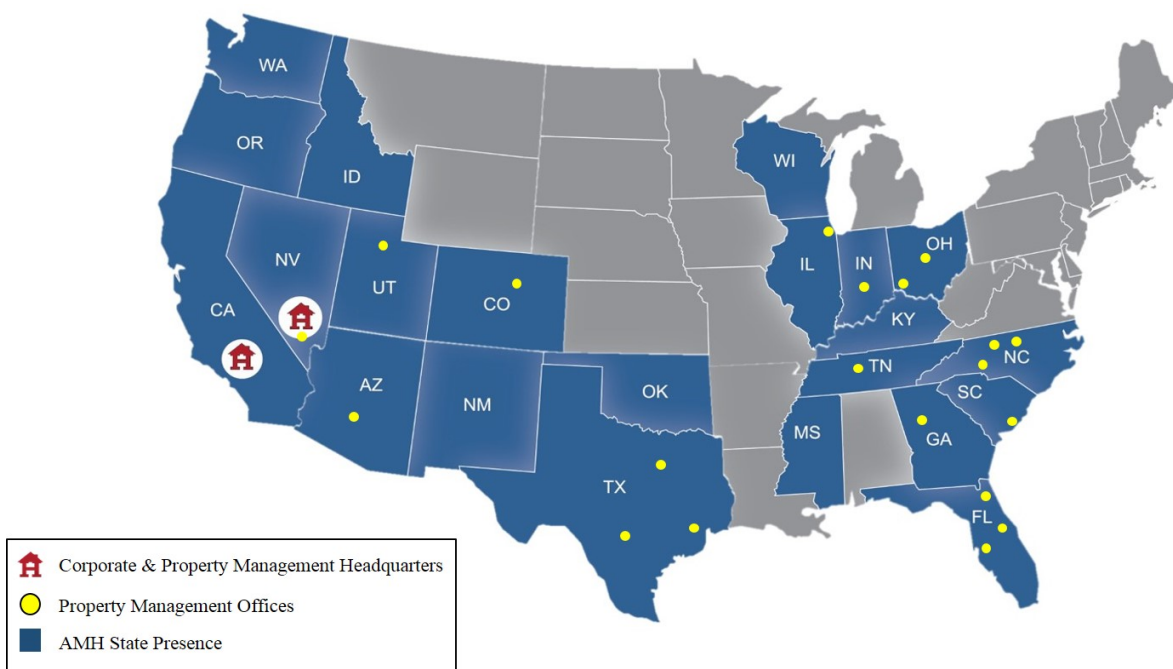 WA
OR
ID
WI
NV
UT
CO
CA
IL
IN
OH
KY
AZ
NM
OK
TN
NC
SC
MS
GA
TX
FL
Corporate & Property Management Headquarters
Property Management Offices
AMH State Presence